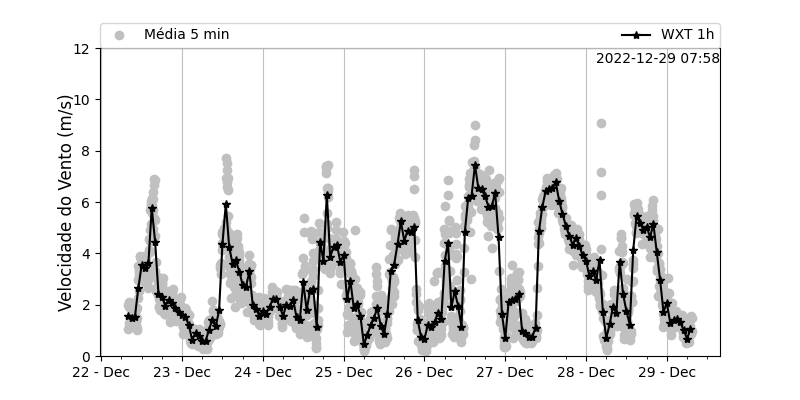 Média 5 min
WXT 1h
2022-12-29 07:58
Velocidade do Vento (m/s)
12
10
8
6
4
2
0
22 - Dec 23 - Dec 24 - Dec 25 - Dec 26 - Dec 27 - Dec 28 - Dec 29 - Dec